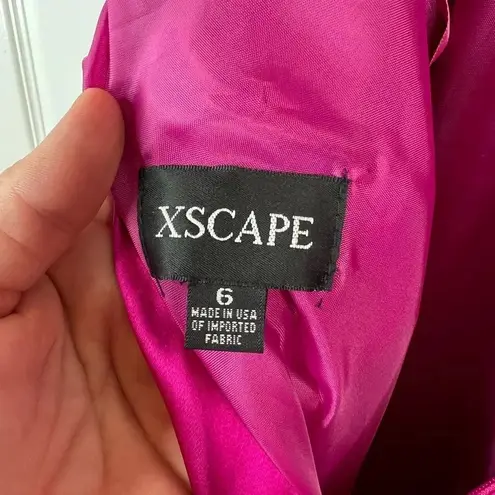 XSCAPE
6
MADE IN USA
OF IMPORTED
FABRIC